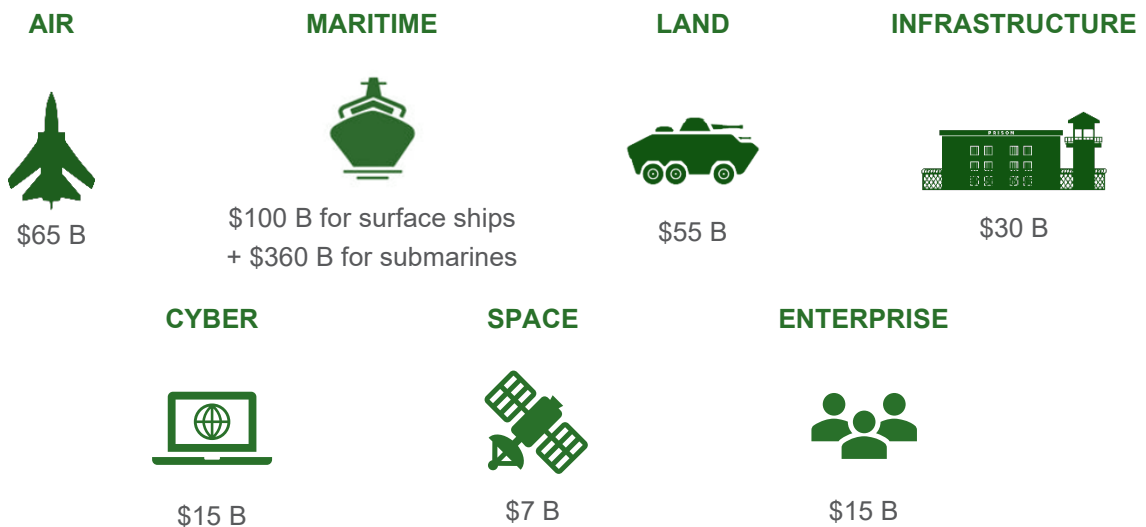 AIR
MARITIME
LAND
INFRASTRUCTURE
PRISON
$65 B
$100 B for surface ships
+ $360 B for submarines
$55 B
$30 B
CYBER
SPACE
ENTERPRISE
$15 B
$7 B
$15 B